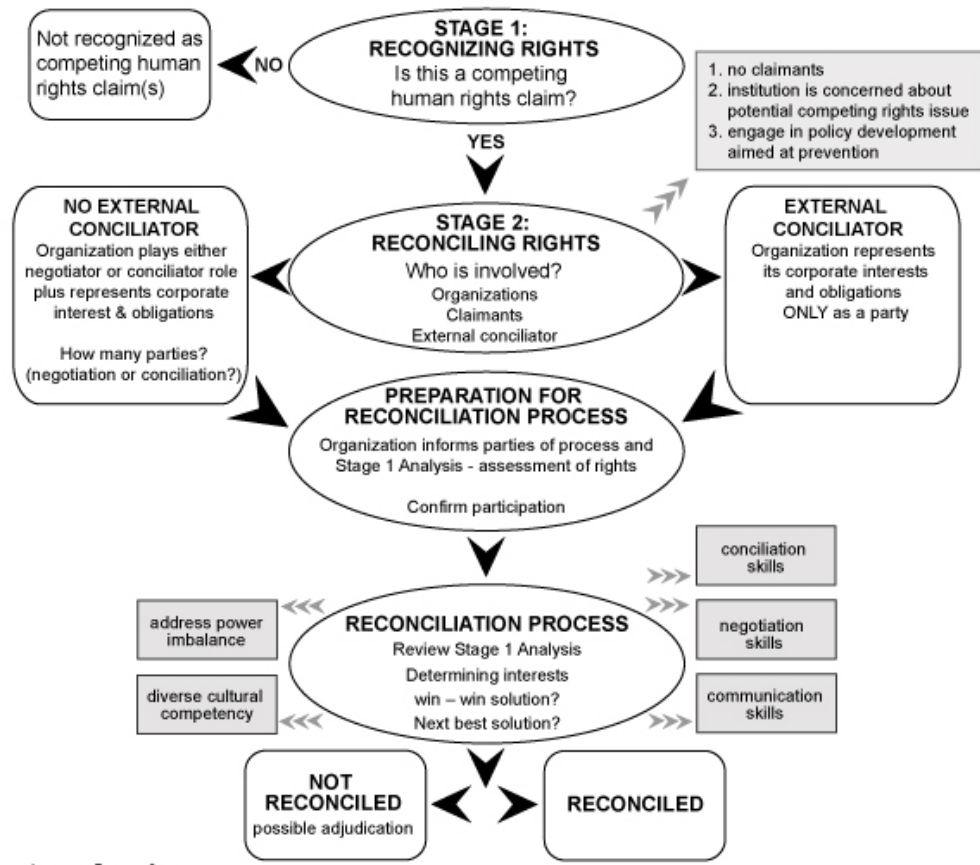 STAGE 1:
RECOGNIZING RIGHTS
Is this a competing
human rights claim?
NO
Not recognized as
competing human
rights claim(s)
YES
1. no claimants
2. institution is concerned about
potential competing rights issue
3. engage in policy development
aimed at prevention
STAGE 2:
RECONCILING RIGHTS
Who is involved?
Organizations
Claimants
External conciliator
NO EXTERNAL
CONCILIATOR
Organization plays either
negotiator or conciliator role
plus represents corporate
interest & obligations
How many parties?
(negotiation or conciliation?)
EXTERNAL
CONCILIATOR
Organization represents
its corporate interests
and obligations
ONLY as a party
PREPARATION FOR
RECONCILIATION PROCESS
Organization informs parties of process and
Stage 1 Analysis - assessment of rights
Confirm participation
RECONCILIATION PROCESS
Review Stage 1 Analysis
Determining interests
win – win solution?
Next best solution?
address power
imbalance
diverse cultural
competency
conciliation
skills
negotiation
skills
communication
skills
NOT
RECONCILED
possible adjudication
RECONCILED